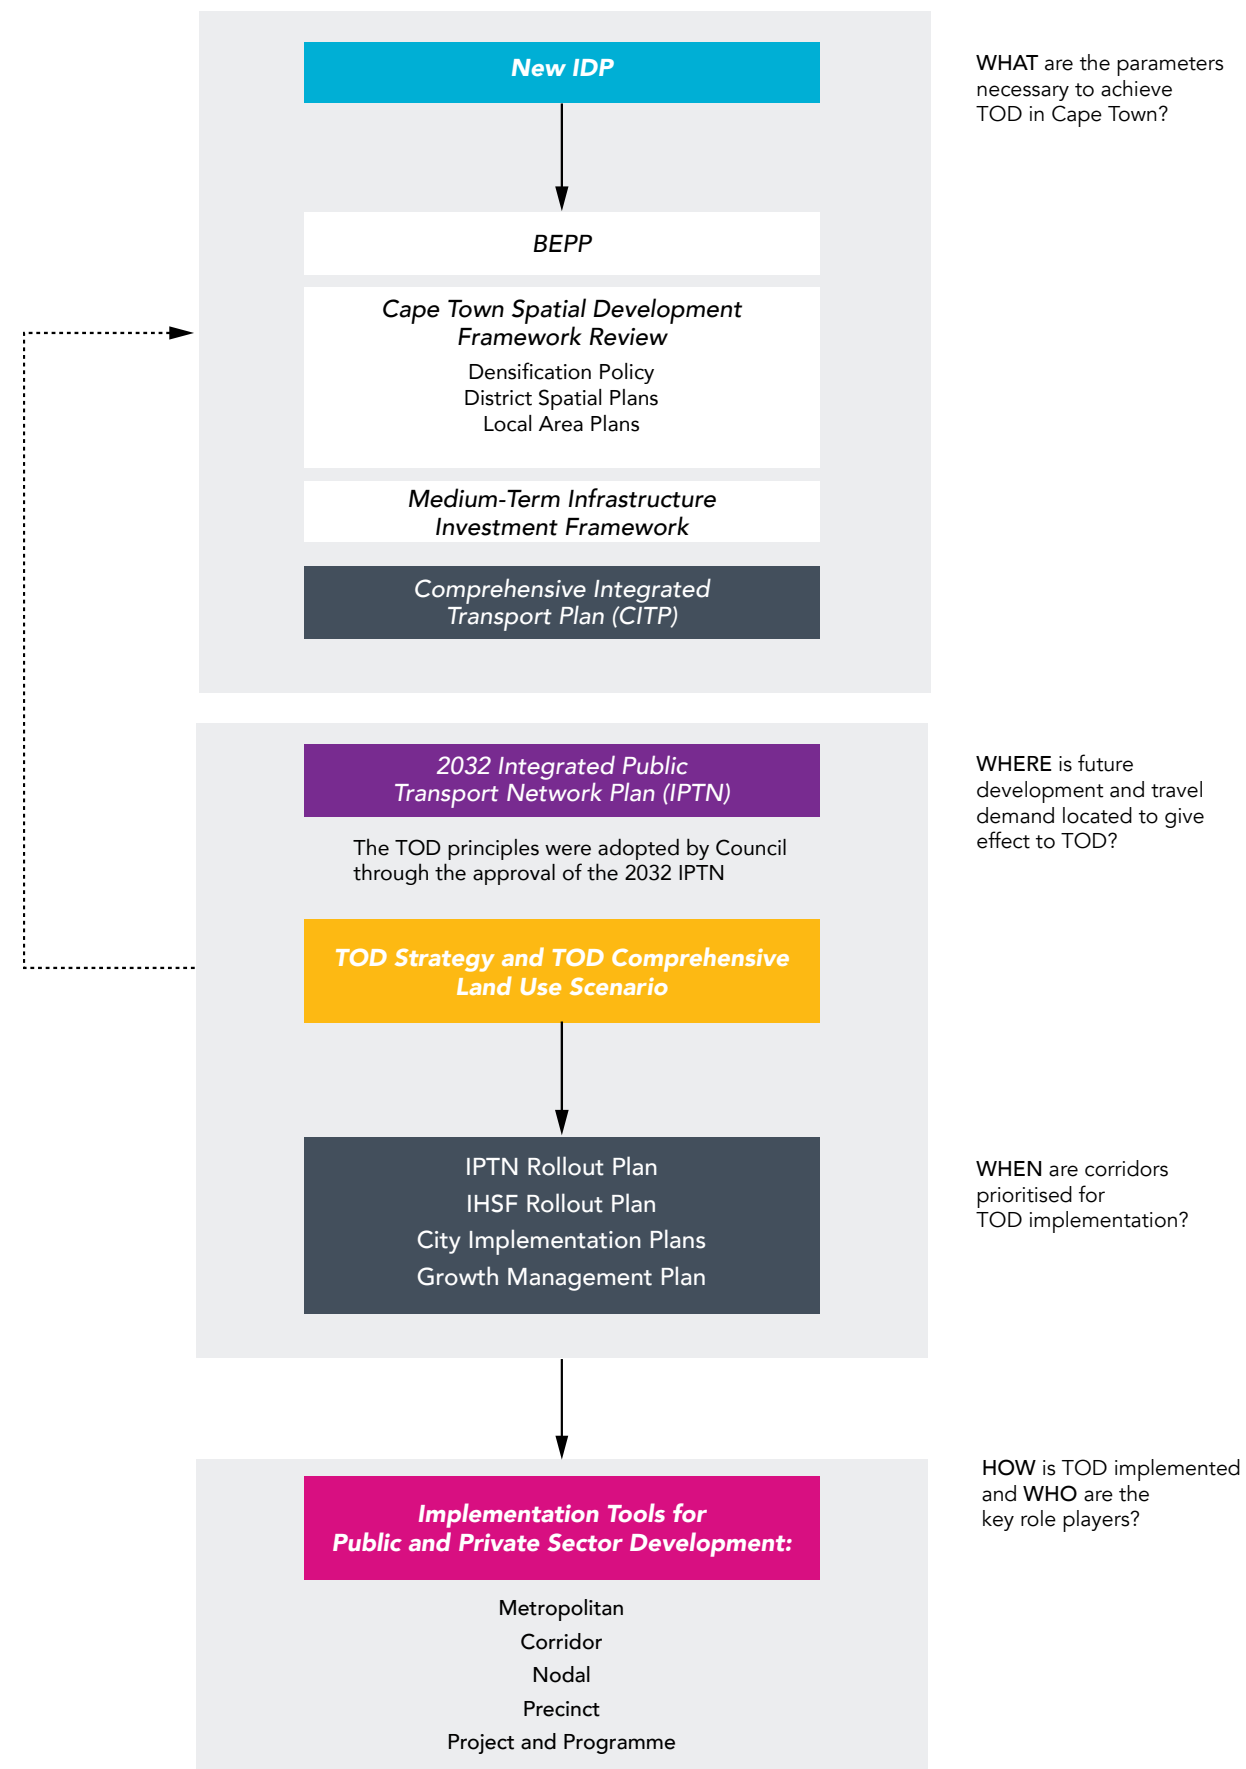 New IDP
WHAT are the parameters
necessary to achieve
TOD in Cape Town?
BEPP
Cape Town Spatial Development
Framework Review
Densification Policy
District Spatial Plans
Local Area Plans
Medium-Term Infrastructure
Investment Framework
Comprehensive Integrated
Transport Plan (CITP)
2032 Integrated Public
Transport Network Plan (IPTN)
WHERE is future
development and travel
demand located to give
effect to TOD?
The TOD principles were adopted by Council
through the approval of the 2032 IPTN
TOD Strategy and TOD Comprehensive
Land Use Scenario
IPTN Rollout Plan
IHSF Rollout Plan
City Implementation Plans
Growth Management Plan
WHEN are corridors
prioritised for
TOD implementation?
Implementation Tools for
Public and Private Sector Development:
HOW is TOD implemented
and WHO are the
key role players?
Metropolitan
Corridor
Nodal
Precinct
Project and Programme